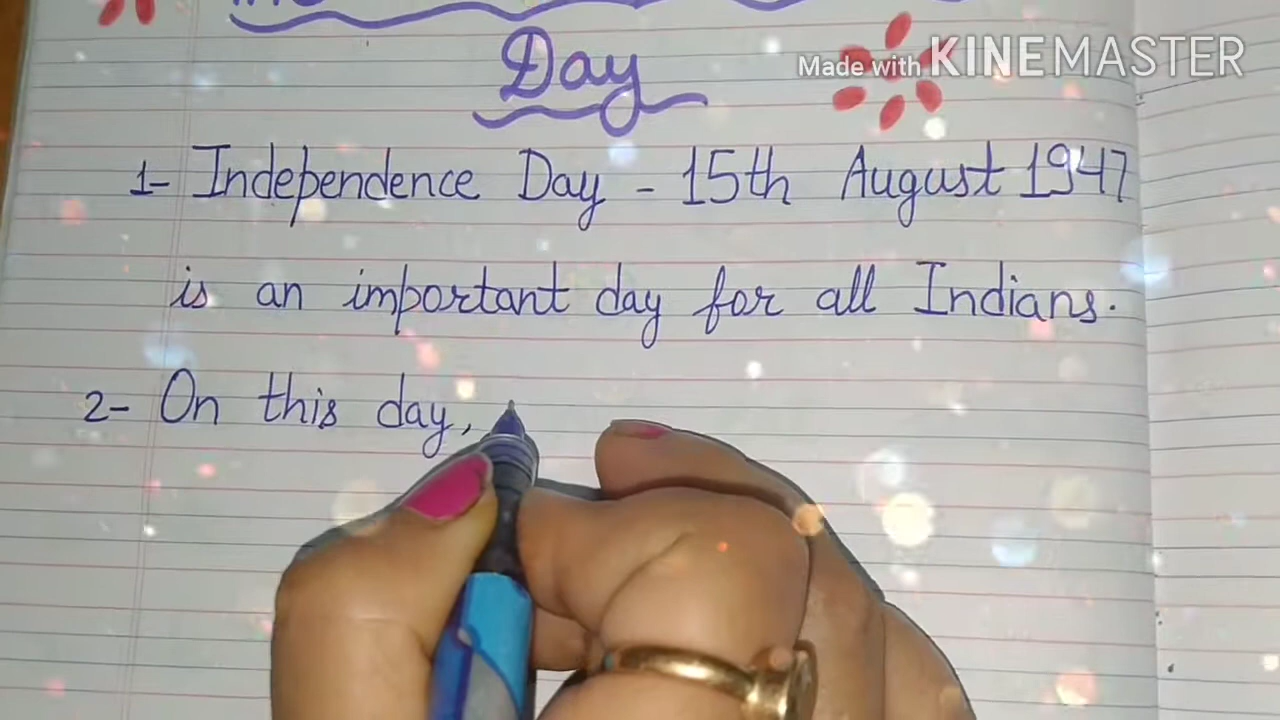 Day
Made with KINEMASTER
1- Independence Day - 15th August 1947
is an important day for all Indians.
2- On this day,